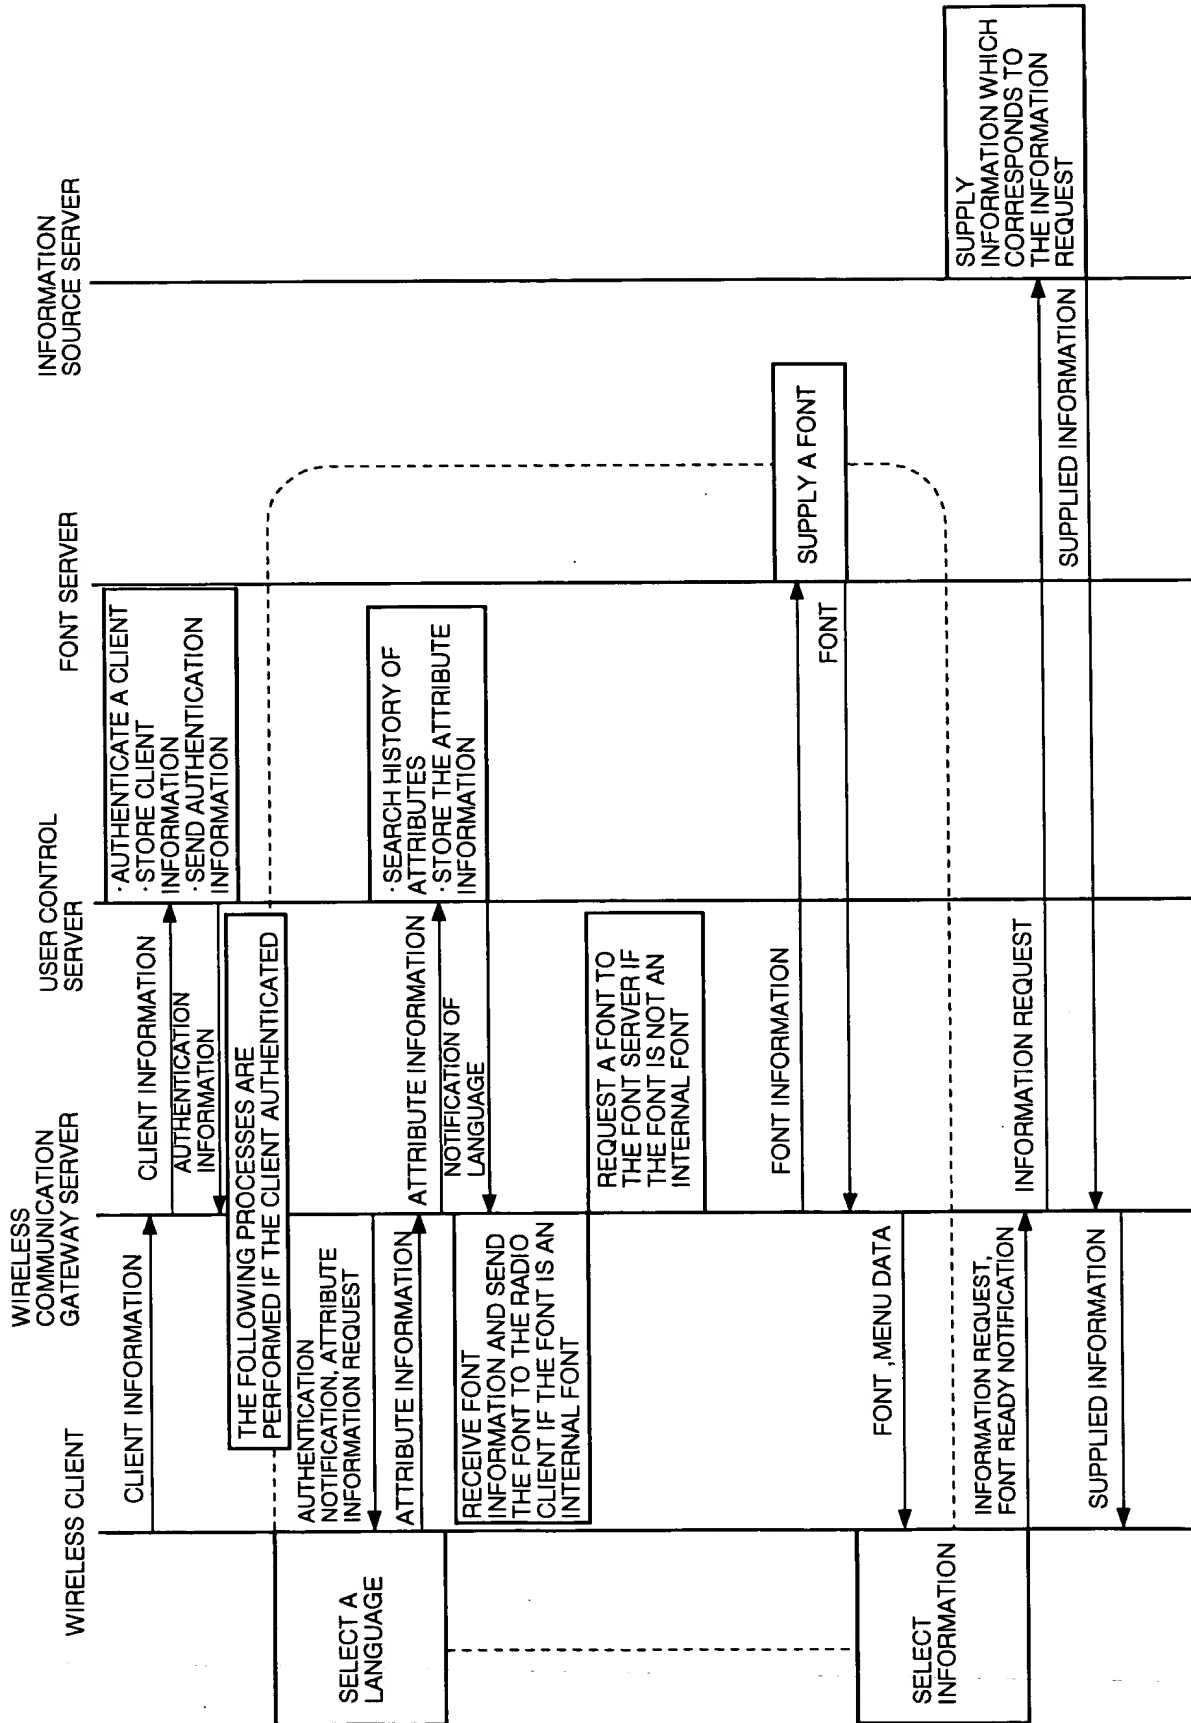 WIRELESS CLIENT
WIRELESS
COMMUNICATION
GATEWAY SERVER
USER CONTROL
SERVER
FONT SERVER
INFORMATION
SOURCE SERVER
CLIENT INFORMATION
CLIENT INFORMATION
·AUTHENTICATE A CLIENT
·STORE CLIENT
INFORMATION
·SEND AUTHENTICATION
INFORMATION
AUTHENTICATION
INFORMATION
THE FOLLOWING PROCESSES ARE
PERFORMED IF THE CLIENT AUTHENTICATED
AUTHENTICATION
NOTIFICATION, ATTRIBUTE
INFORMATION REQUEST
SELECT A
LANGUAGE
ATTRIBUTE INFORMATION
ATTRIBUTE INFORMATION
·SEARCH HISTORY OF
ATTRIBUTES
·STORE THE ATTRIBUTE
INFORMATION
NOTIFICATION OF
LANGUAGE
RECEIVE FONT
INFORMATION AND SEND
THE FONT TO THE RADIO
CLIENT IF THE FONT IS AN
INTERNAL FONT
REQUEST A FONT TO
THE FONT SERVER IF
THE FONT IS NOT AN
INTERNAL FONT
FONT INFORMATION
SUPPLY A FONT
FONT
FONT ,MENU DATA
SELECT
INFORMATION
INFORMATION REQUEST,
FONT READY NOTIFICATION
INFORMATION REQUEST
SUPPLY
INFORMATION WHICH
CORRESPONDS TO
THE INFORMATION
REQUEST
SUPPLIED INFORMATION
SUPPLIED INFORMATION